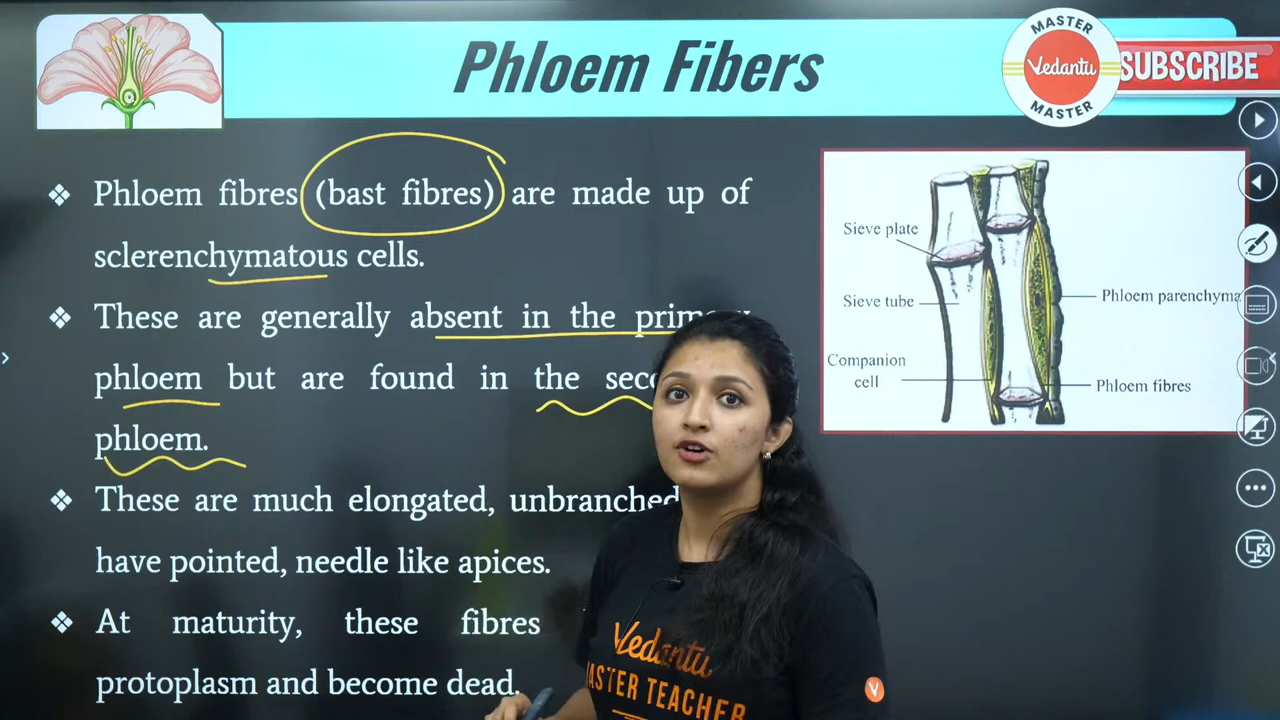 Phloem Fibers
MASTER
Vedantu
MASTER
SUBSCRIBE
❖ Phloem fibres (bast fibres) are made up of
sclerenchymatous cells.
❖ These are generally absent in the
phloem but are found in the
phloem.
❖ These are much elongated, unbranched
have pointed, needle like apices.
❖ At maturity, these fibres
protoplasm and become dead.
Sieve plate
Sieve tube
Companion
cell
Phloem parenchyma
Phloem fibres
Vedantu
MASTER TEACHER
V